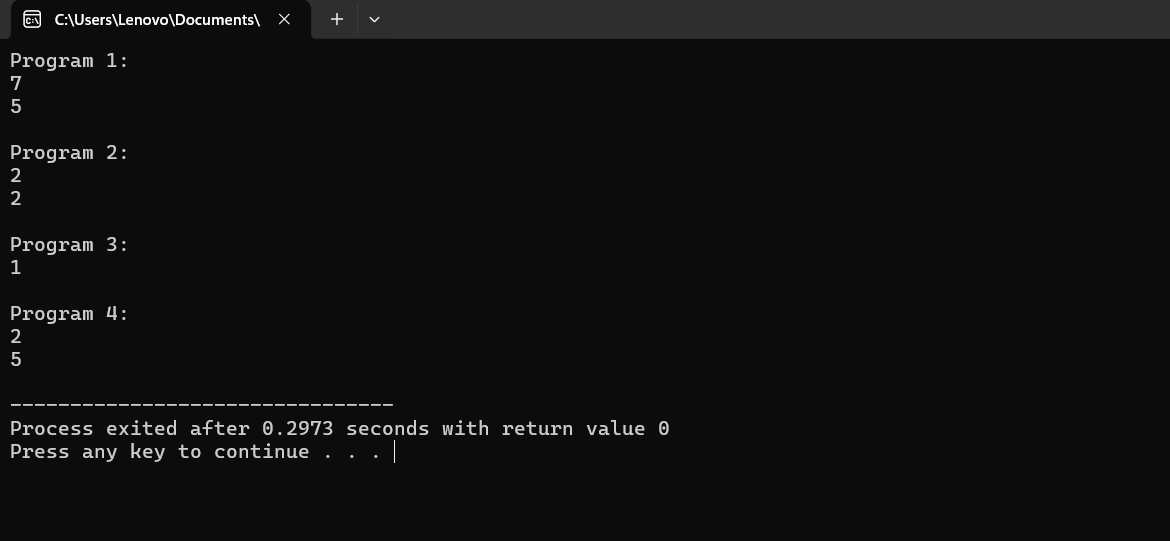 C:\Users\Lenovo\Documents\
Program 1:
7
5
Program 2:
2
2
Program 3:
1
Program 4:
2
5
--------------------------------
Process exited after 0.2973 seconds with return value 0
Press any key to continue . . .